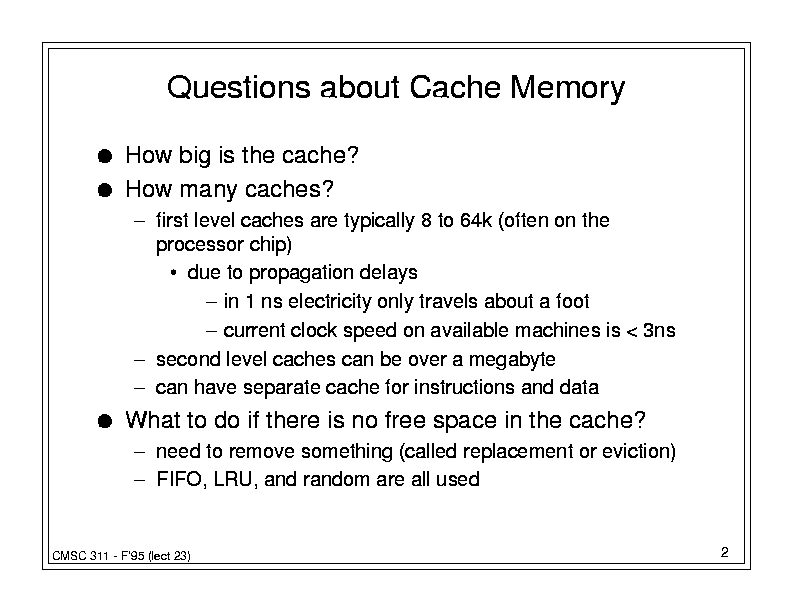 Questions about Cache Memory
● How big is the cache?
● How many caches?
– first level caches are typically 8 to 64k (often on the
processor chip)
• due to propagation delays
– in 1 ns electricity only travels about a foot
– current clock speed on available machines is < 3ns
– second level caches can be over a megabyte
– can have separate cache for instructions and data
● What to do if there is no free space in the cache?
– need to remove something (called replacement or eviction)
– FIFO, LRU, and random are all used
CMSC 311 - F'95 (lect 23)
2